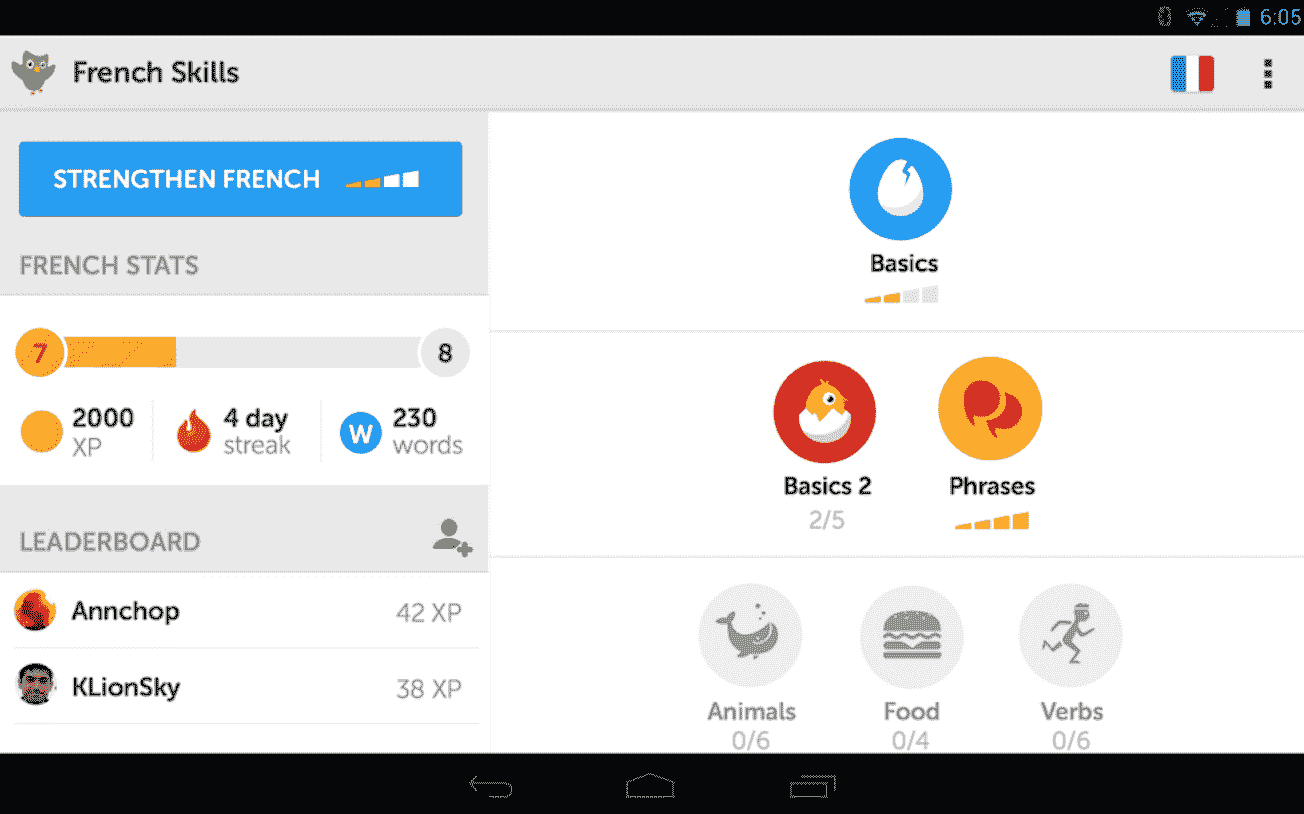 6:05
French Skills
STRENGTHEN FRENCH
FRENCH STATS
7
8
2000
XP
4 day
streak
W
230
words
LEADERBOARD
Annchop 42 XP
KLionSky 38 XP
Basics
Basics 2
2/5
Phrases
Animals
0/6
Food
0/4
Verbs
0/6